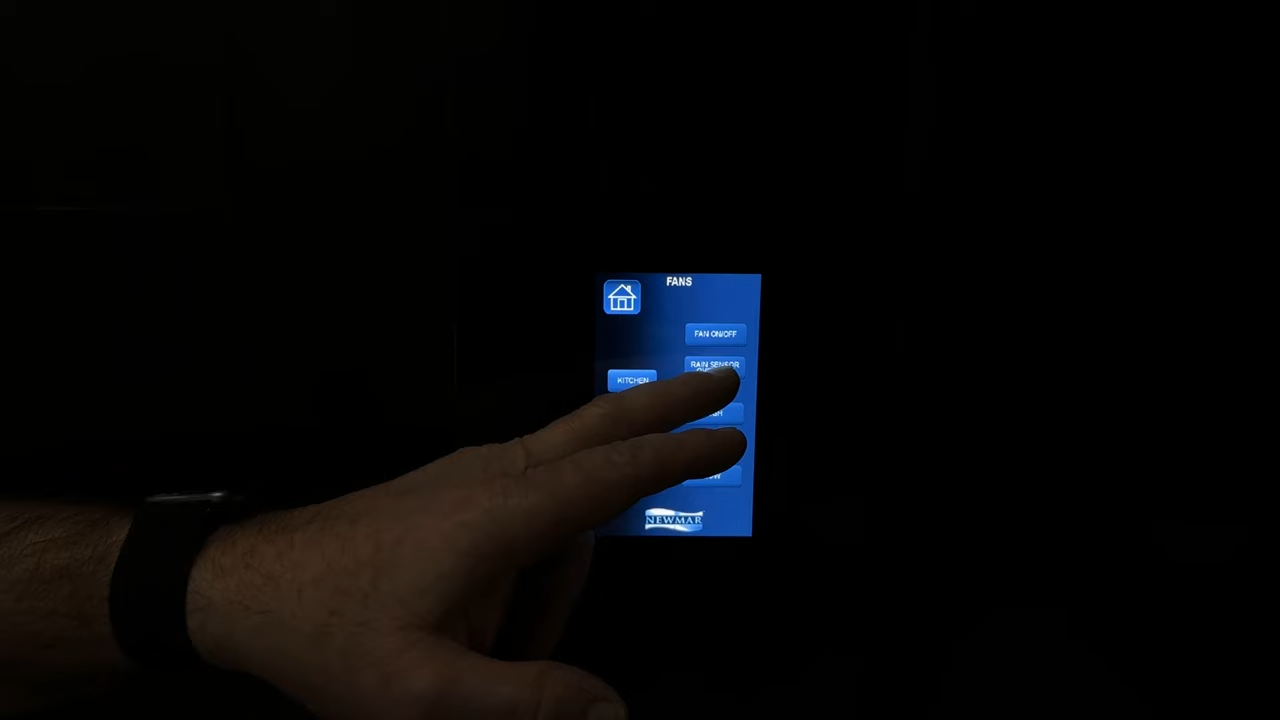 FANS
FAN ON/OFF
RAIN SENSOR
KITCHEN
NEWMAR